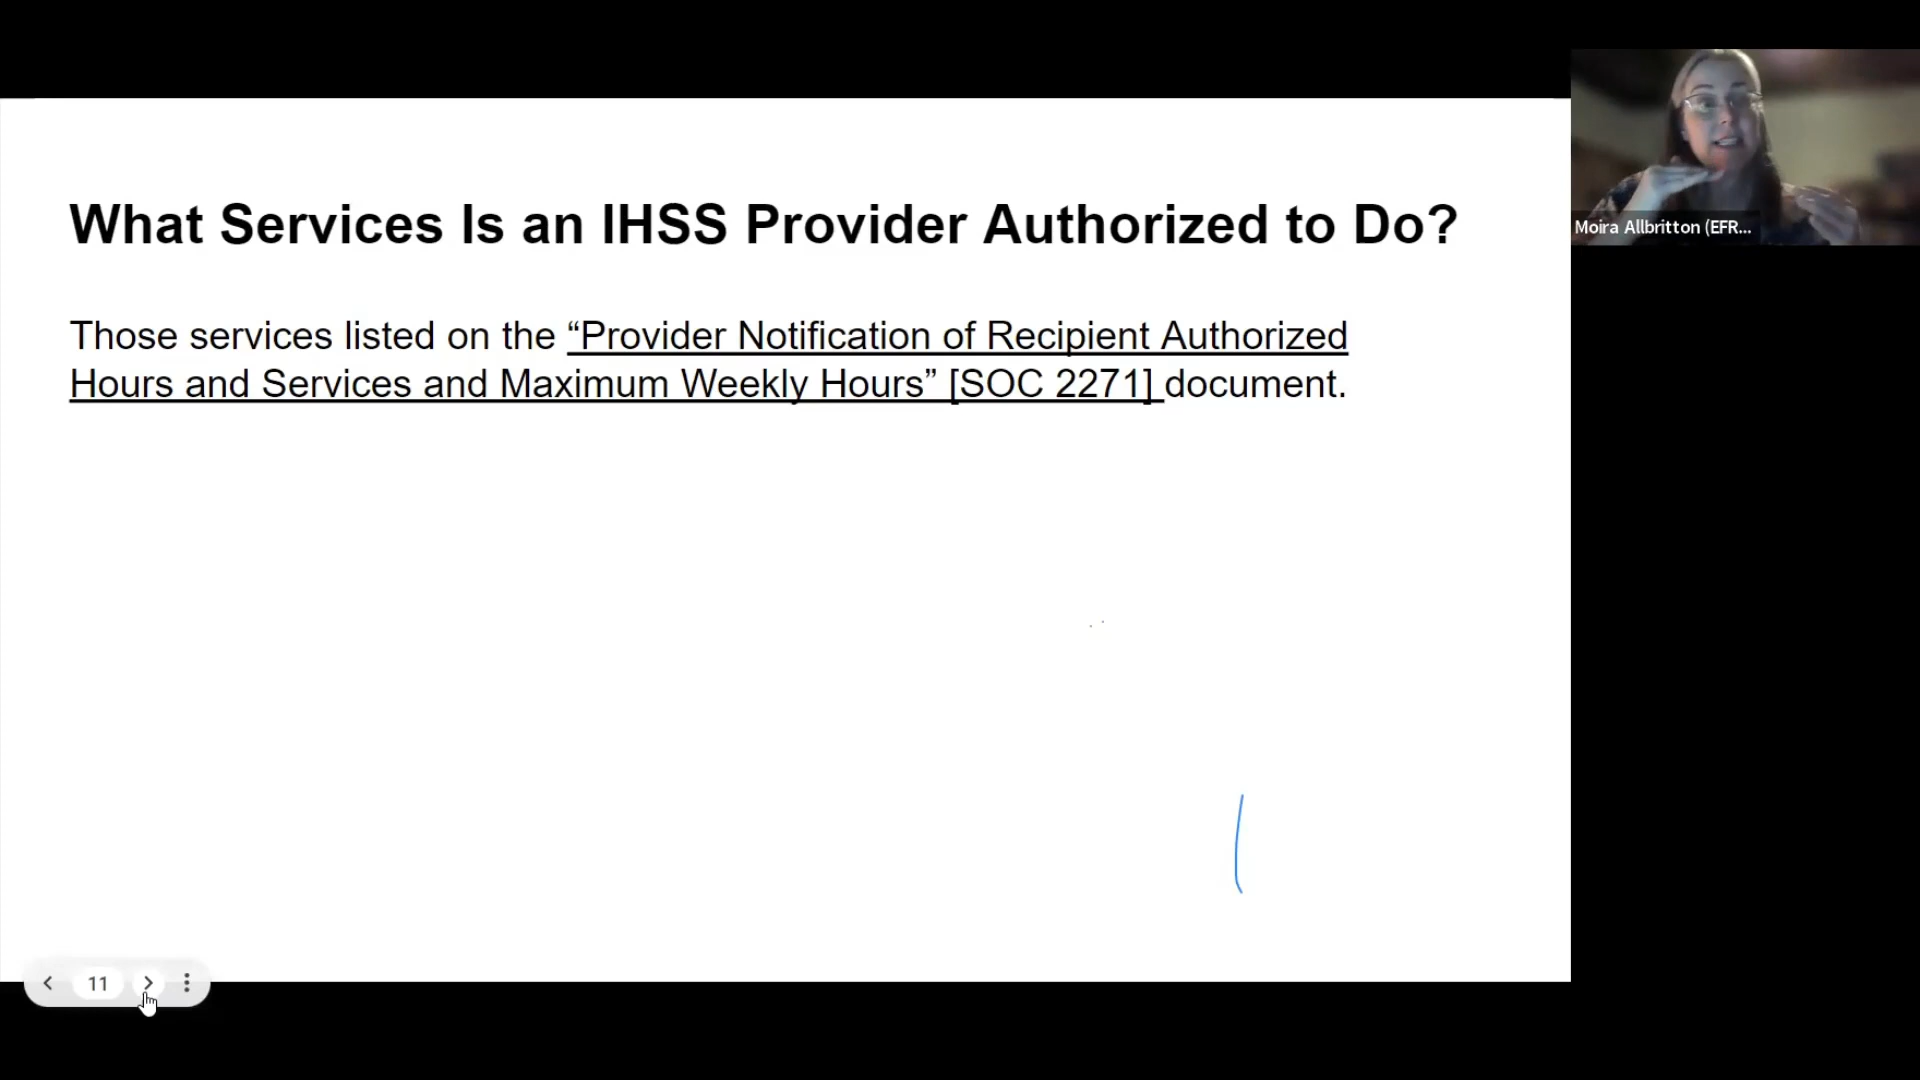 What Services Is an IHSS Provider Authorized to Do?
Those services listed on the “Provider Notification of Recipient Authorized
Hours and Services and Maximum Weekly Hours” [SOC 2271] document.
Moira Allbritton (EFR...
11